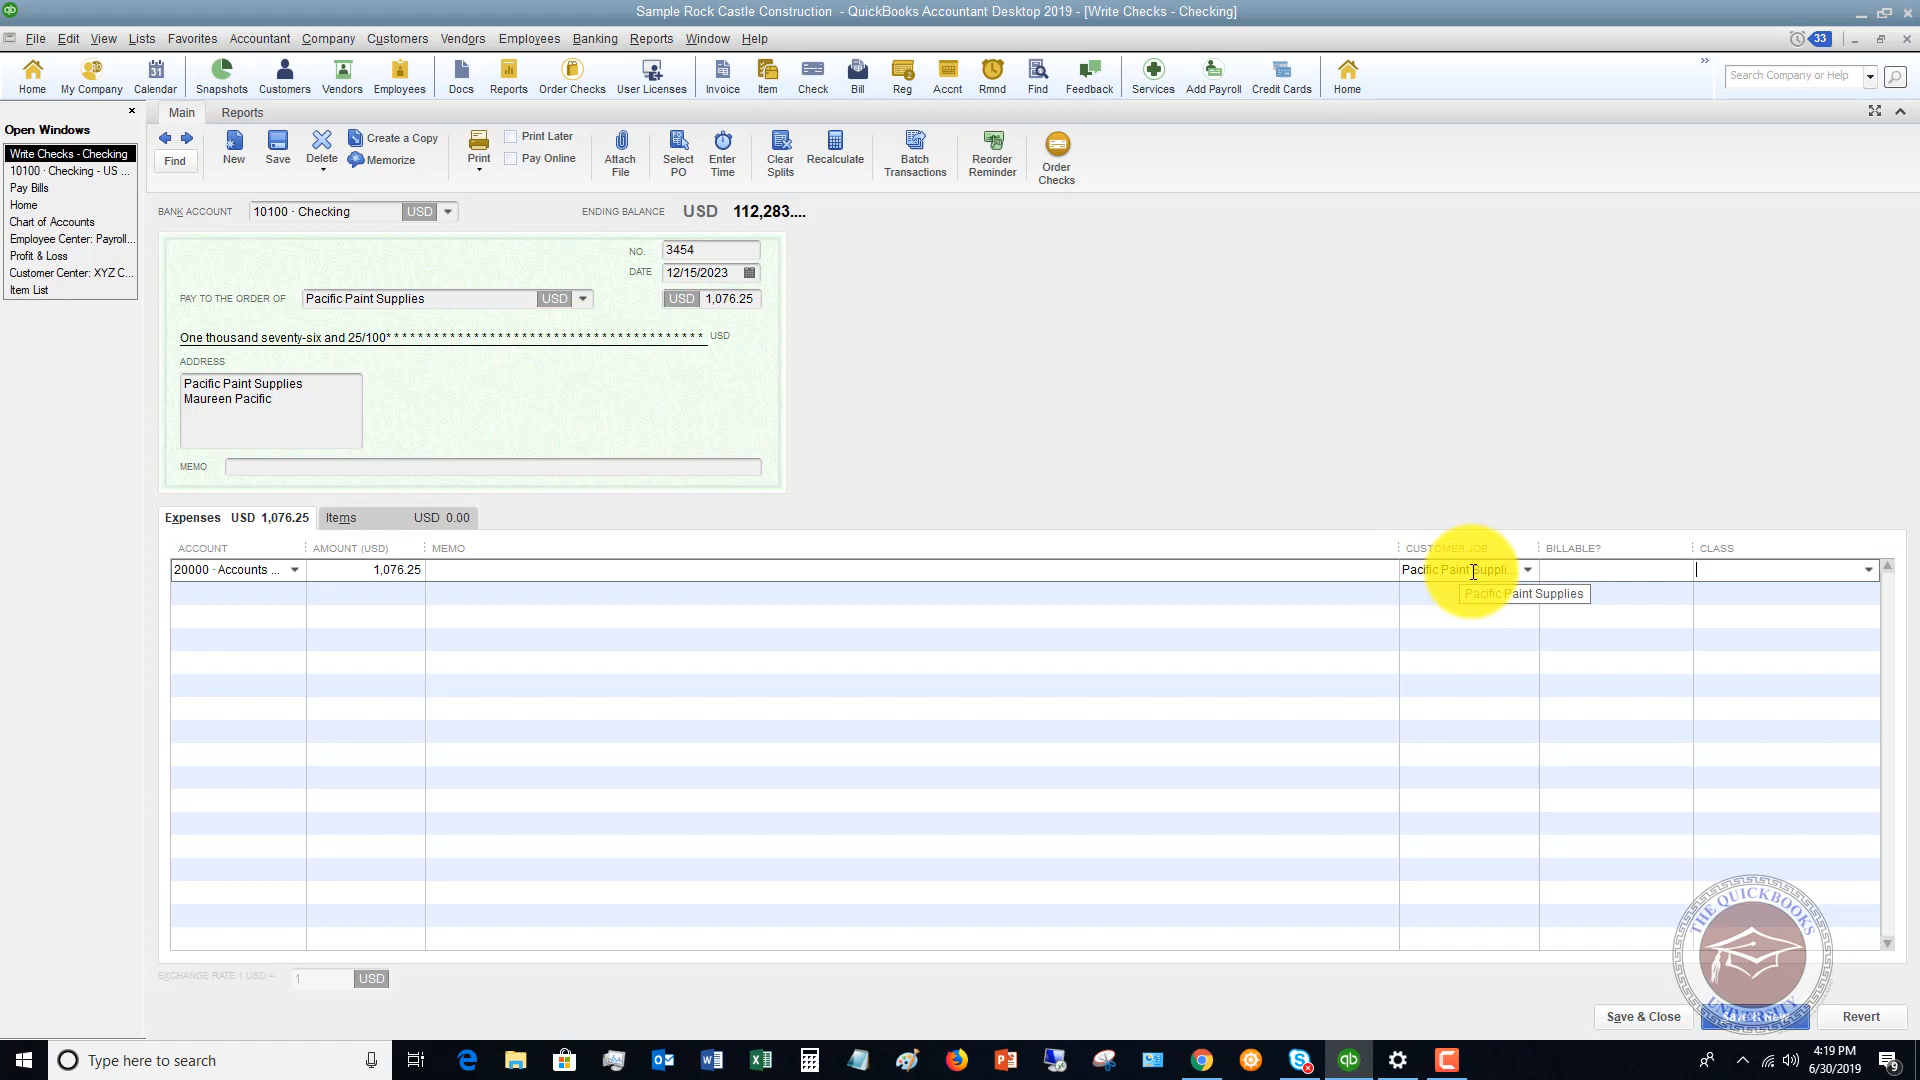 Sample Rock Castle Construction - QuickBooks Accountant Desktop 2019 - [Write Checks - Checking]
File Edit View Lists Favorites Accountant Company Customers Vendors Employees Banking Reports Window Help
33
Home My Company Calendar Snapshots Customers Vendors Employees Docs Reports Order Checks User Licenses Invoice Item Check Bill Reg Accnt Rmnd Find Feedback Services Add Payroll Credit Cards Home
31
Search Company or Help
Open Windows
Write Checks - Checking
10100 · Checking - US ...
Pay Bills
Home
Chart of Accounts
Employee Center: Payroll...
Profit & Loss
Customer Center: XYZ C...
Item List
Main Reports
Find
New
Save
Delete
Create a Copy
Memorize
Print
Print Later
Pay Online
Attach File
Select PO
Enter Time
Clear Splits
Recalculate
Batch Transactions
Reorder Reminder
Order Checks
BANK ACCOUNT 10100 · Checking USD ENDING BALANCE USD 112,283....
NO. 3454
DATE 12/15/2023
PAY TO THE ORDER OF Pacific Paint Supplies USD USD 1,076.25
One thousand seventy-six and 25/100* * * * * * * * * * * * * * * * * * * * * * * * * * * * * * * * * * * * * * * USD
ADDRESS
Pacific Paint Supplies
Maureen Pacific
MEMO
Expenses USD 1,076.25 Items USD 0.00
ACCOUNT AMOUNT (USD) MEMO CUSTOMER:JOB BILLABLE? CLASS
20000 · Accounts ... 1,076.25 Pacific Paint Suppli...
Pacific Paint Supplies
EXCHANGE RATE 1 USD = 1 USD
THE QUICKBOOKS UNIVERSITY
Save & Close Save & New Revert
Type here to search
4:19 PM
6/30/2019
9